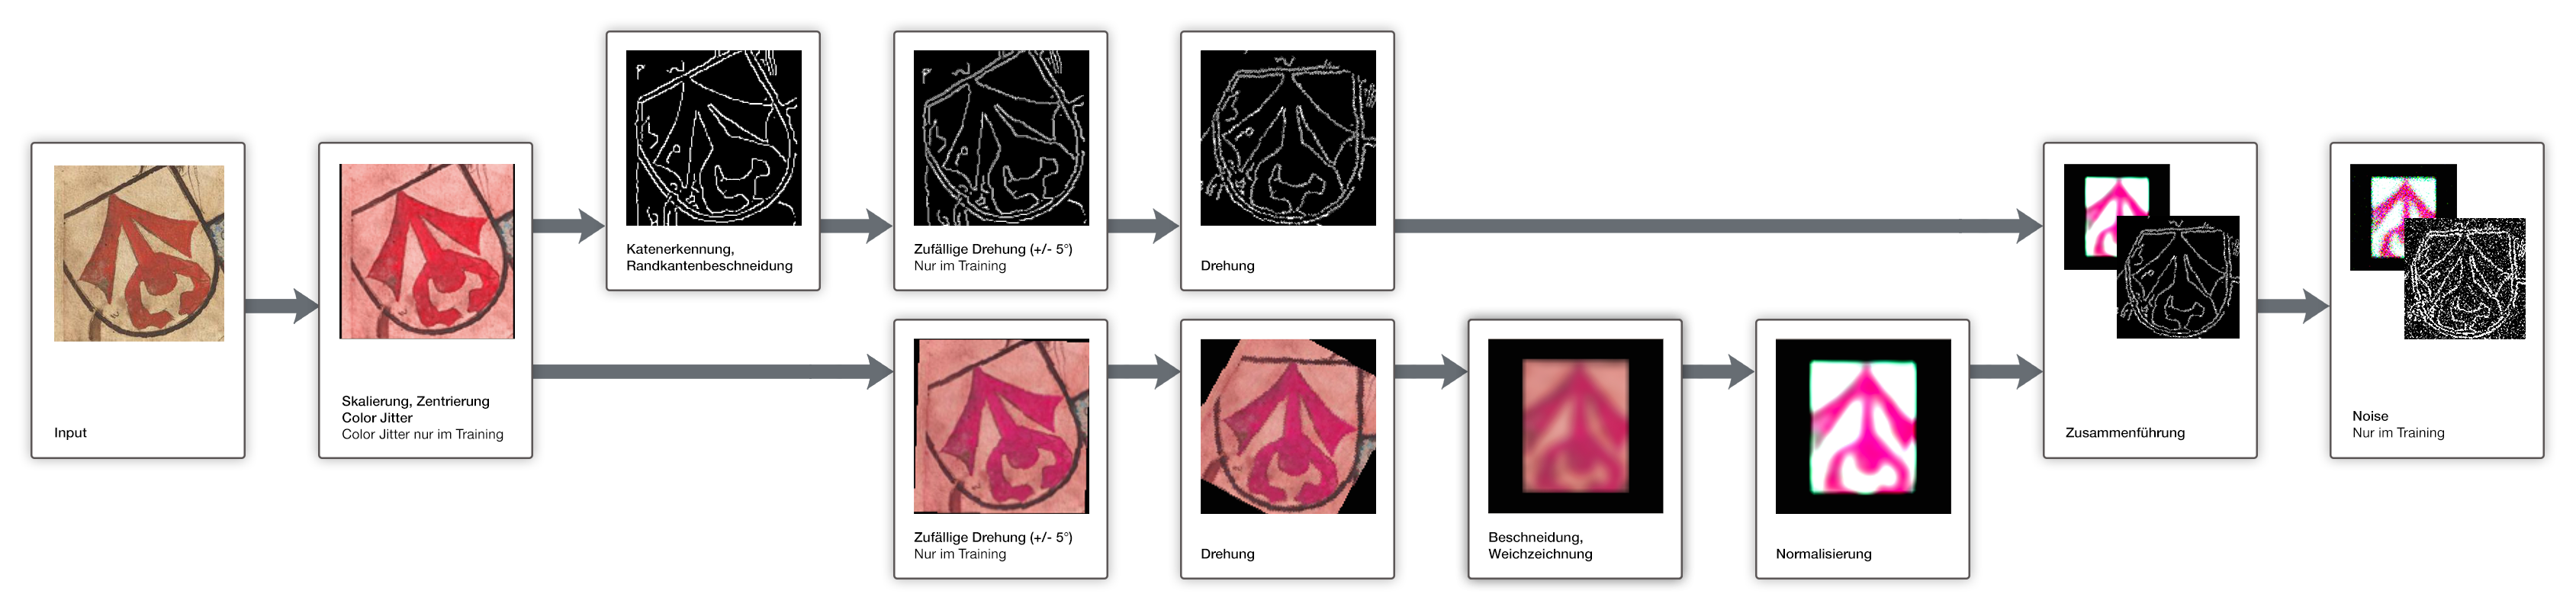 Input
Skalierung, Zentrierung
Color Jitter
Color Jitter nur im Training
Katenerkennung,
Randkantenbeschneidung
Zufällige Drehung (+/- 5°)
Nur im Training
Drehung
Zufällige Drehung (+/- 5°)
Nur im Training
Drehung
Beschneidung,
Weichzeichnung
Normalisierung
Zusammenführung
Noise
Nur im Training